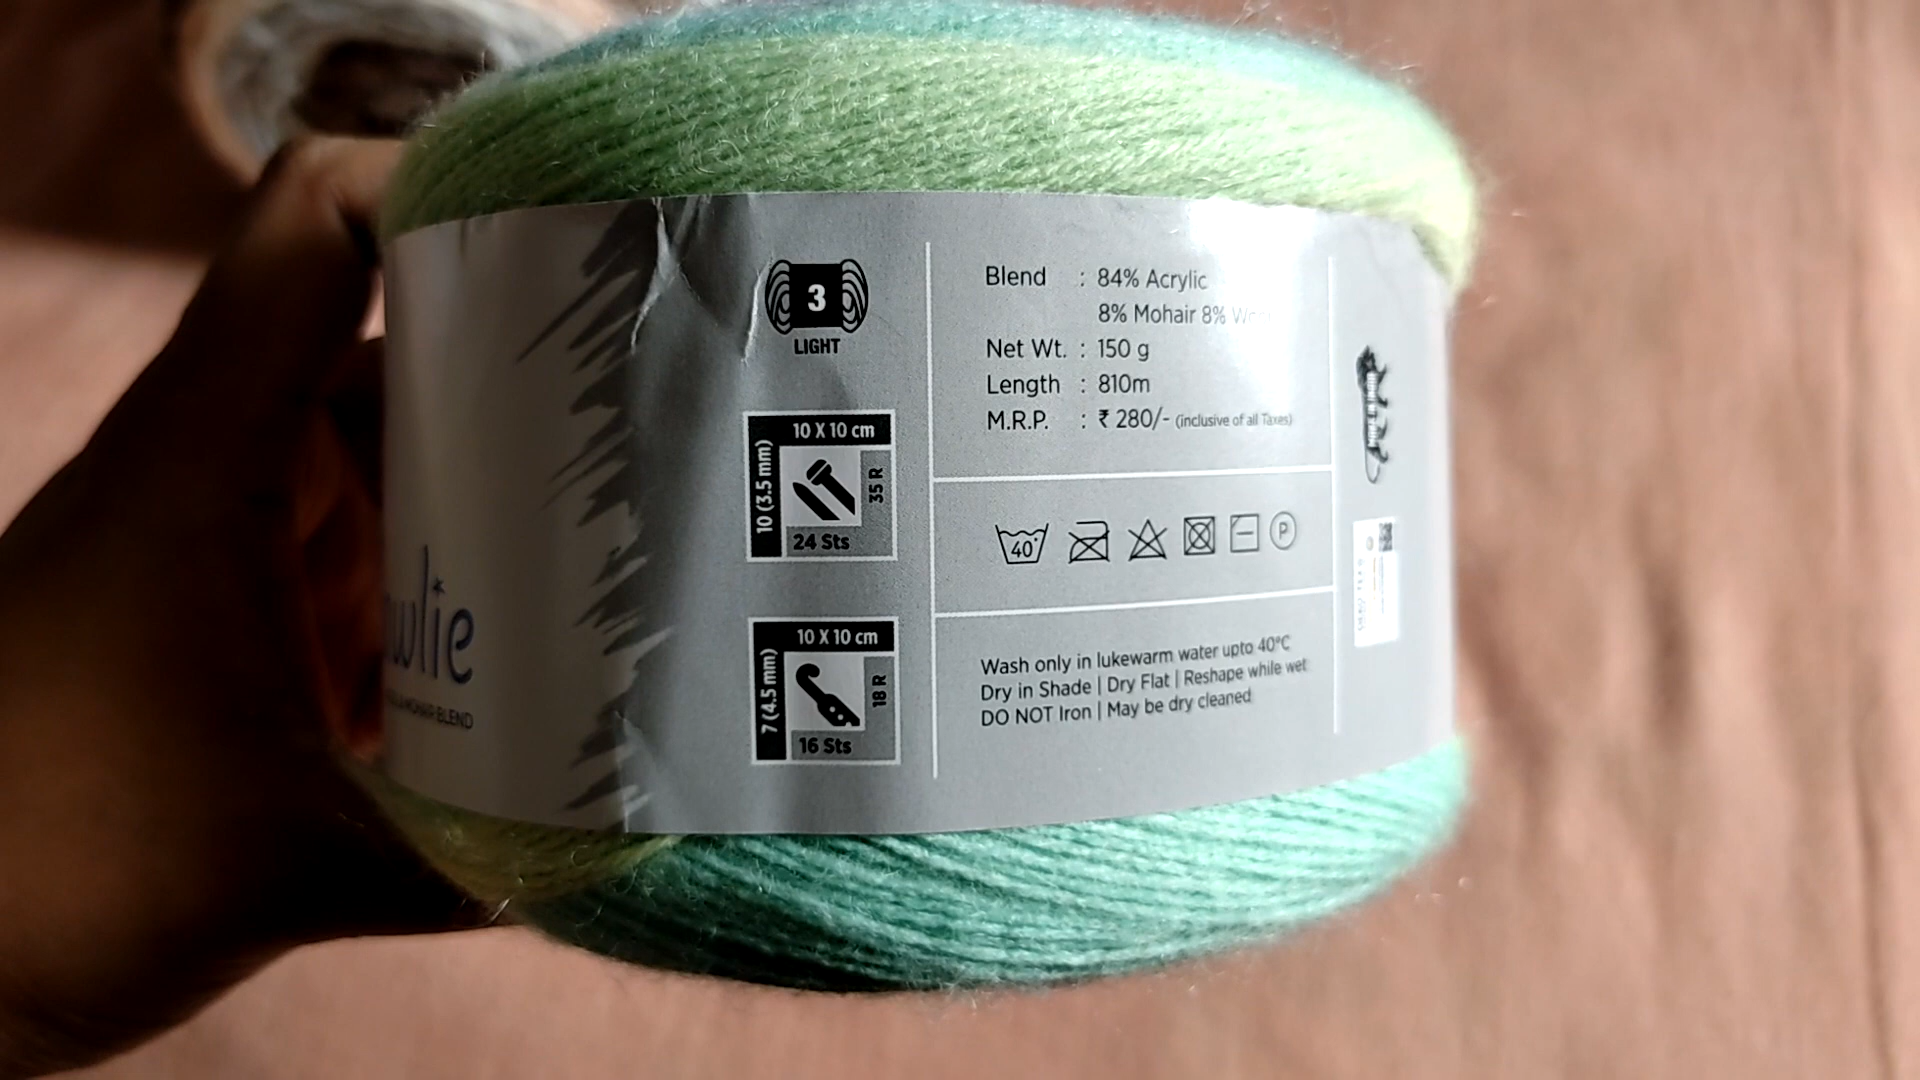 wlie
MOHAIR BLEND
3
LIGHT
10 X 10 cm
10 (3.5 mm)
35 R
24 Sts
10 X 10 cm
7 (4.5 mm)
18 R
16 Sts
Blend : 84% Acrylic
8% Mohair 8%
Net Wt. : 150 g
Length : 810m
M.R.P. : ₹ 280/- (inclusive of all Taxes)
40°
P
Wash only in lukewarm water upto 40°C
Dry in Shade | Dry Flat | Reshape while wet
DO NOT Iron | May be dry cleaned